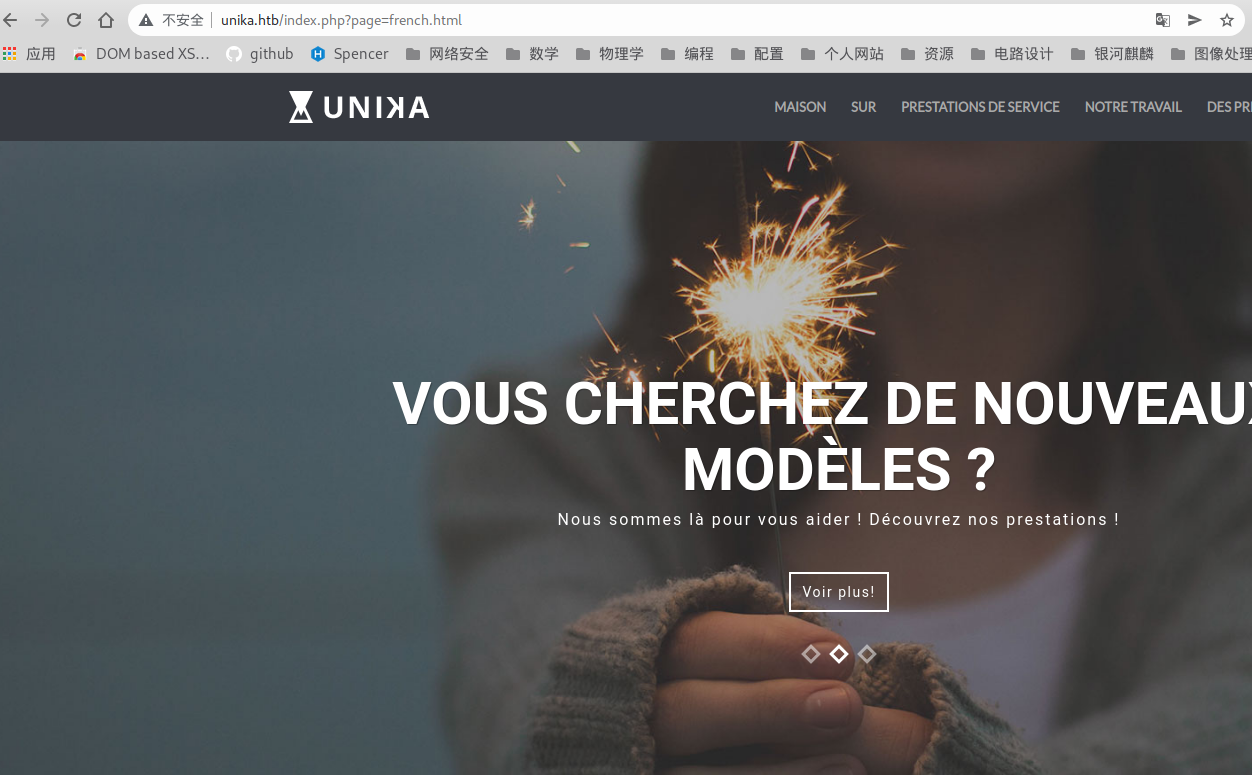 不安全 unika.htb/index.php?page=french.html
应用 DOM based XS… github Spencer 网络安全 数学 物理学 编程 配置 个人网站 资源 电路设计 银河麒麟 图像处理
UNIKA MAISON SUR PRESTATIONS DE SERVICE NOTRE TRAVAIL DES PR
VOUS CHERCHEZ DE NOUVEAUX
MODÈLES ?
Nous sommes là pour vous aider ! Découvrez nos prestations !
Voir plus!